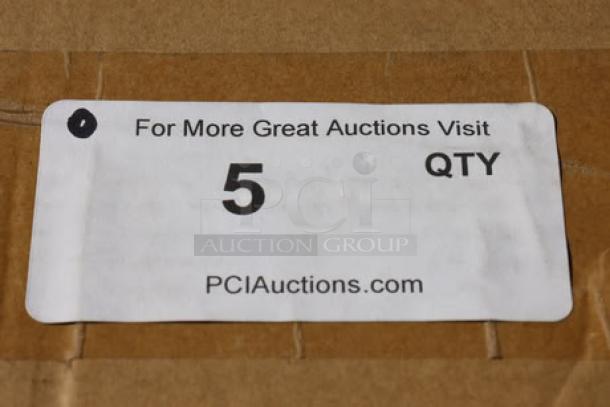 For More Great Auctions Visit
5 QTY
PCi
AUCTION GROUP
PCIAuctions.com